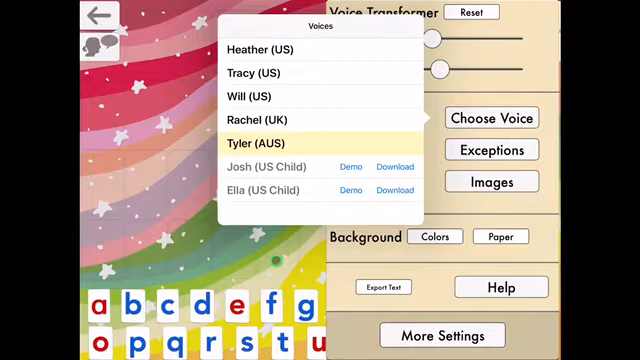 Voice Transformer Reset
Voices
Heather (US)
Tracy (US)
Will (US)
Rachel (UK)
Tyler (AUS)
Josh (US Child) Demo Download
Ella (US Child) Demo Download
Choose Voice
Exceptions
Images
Background Colors Paper
Export Text Help
More Settings
a b c d e f g
o p q r s t u